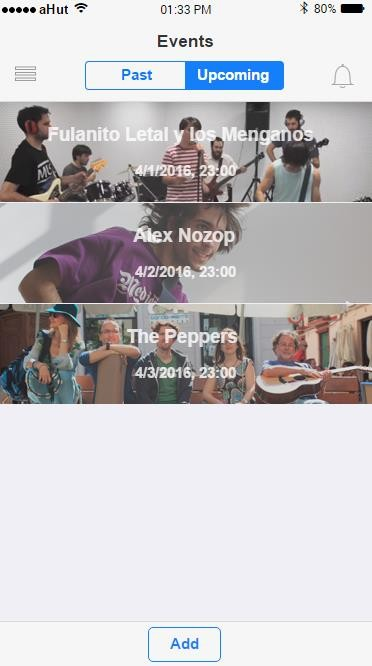 aHut 01:33 PM 80%
Events
Past Upcoming
Fulanito Letal y los Menganos
4/1/2016, 23:00
Alex Nozop
4/2/2016, 23:00
The Peppers
4/3/2016, 23:00
Add